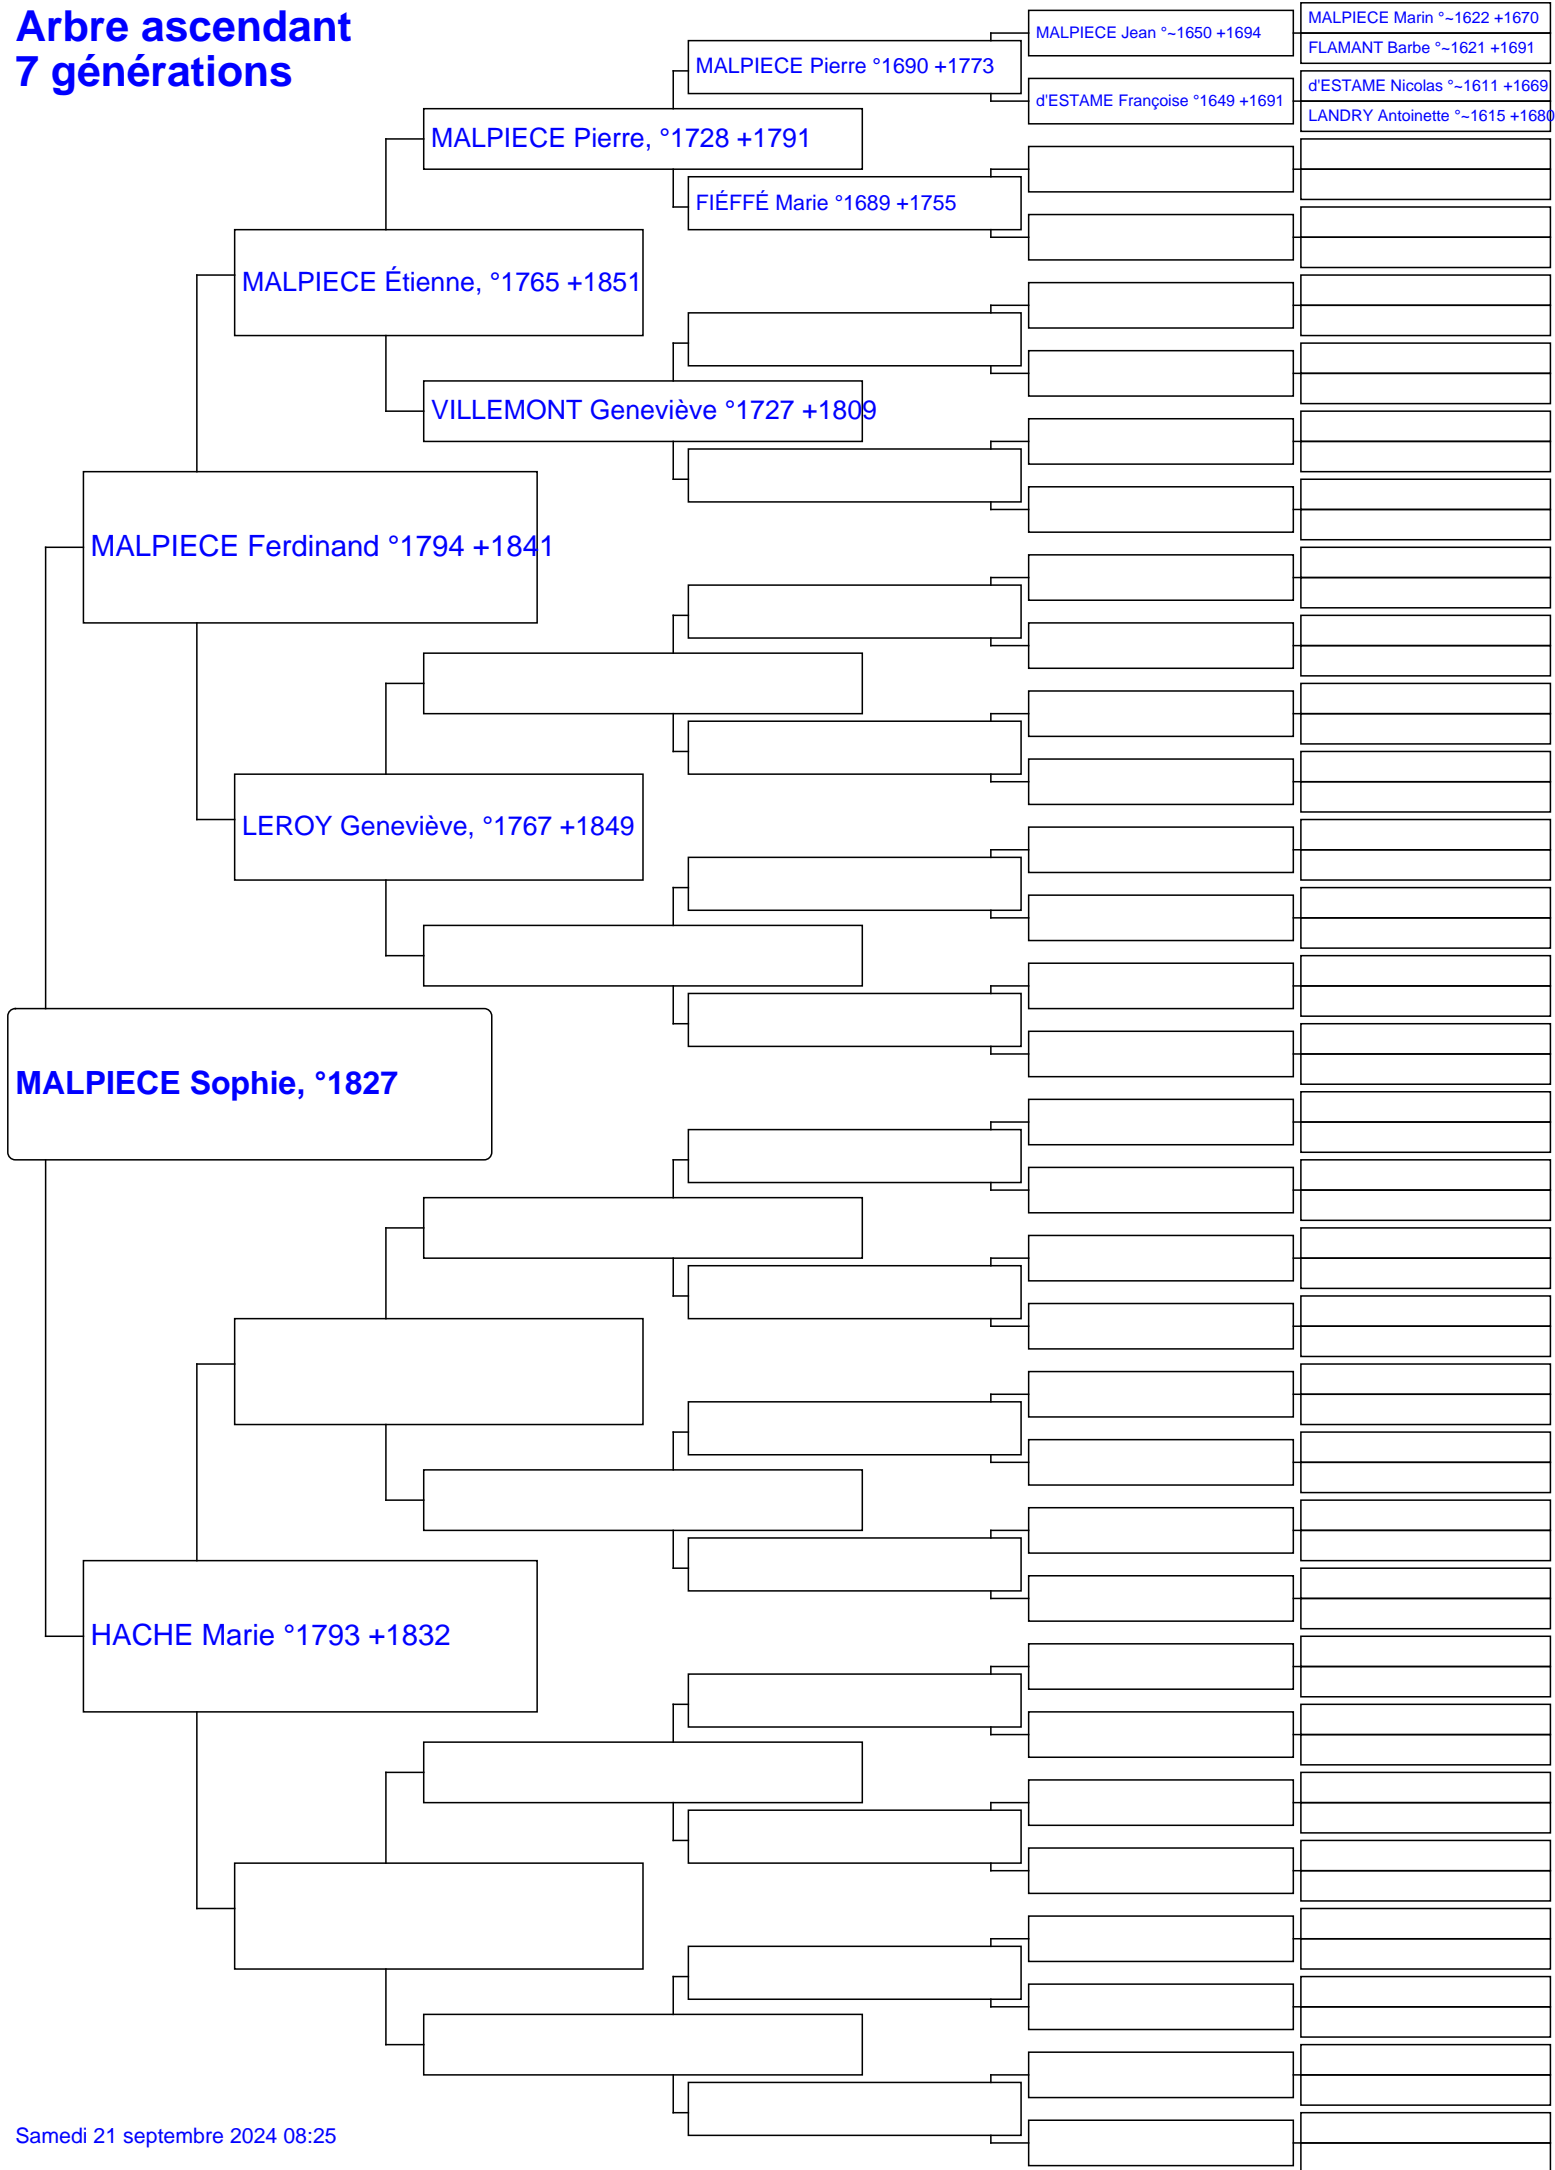 Arbre ascendant
7 générations
MALPIECE Jean °~1650 +1694
MALPIECE Marin °~1622 +1670
FLAMANT Barbe °~1621 +1691
MALPIECE Pierre °1690 +1773
d'ESTAME Françoise °1649 +1691
d'ESTAME Nicolas °~1611 +1669
LANDRY Antoinette °~1615 +1680
MALPIECE Pierre, °1728 +1791
FIÉFFÉ Marie °1689 +1755
MALPIECE Étienne, °1765 +1851
VILLEMONT Geneviève °1727 +1809
MALPIECE Ferdinand °1794 +1841
LEROY Geneviève, °1767 +1849
MALPIECE Sophie, °1827
HACHE Marie °1793 +1832
Samedi 21 septembre 2024 08:25